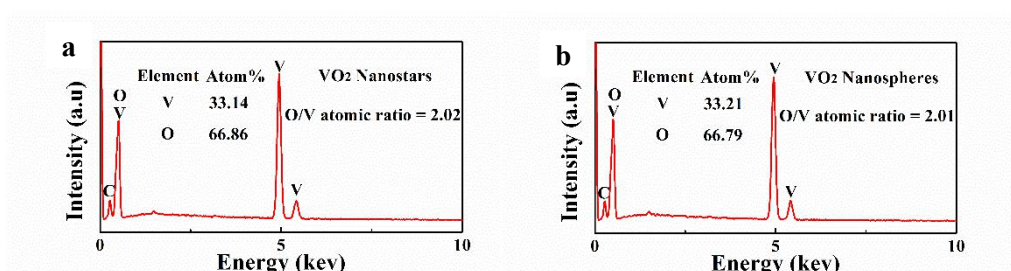 a
V
Element Atom% VO2 Nanostars
O V 33.14
V O/V atomic ratio = 2.02
O 66.86
C V
Intensity (a.u)
0 5 10
Energy (kev)
b
V
Element Atom% VO2 Nanospheres
O V 33.21
V O/V atomic ratio = 2.01
O 66.79
C V
Intensity (a.u)
0 5 10
Energy (kev)